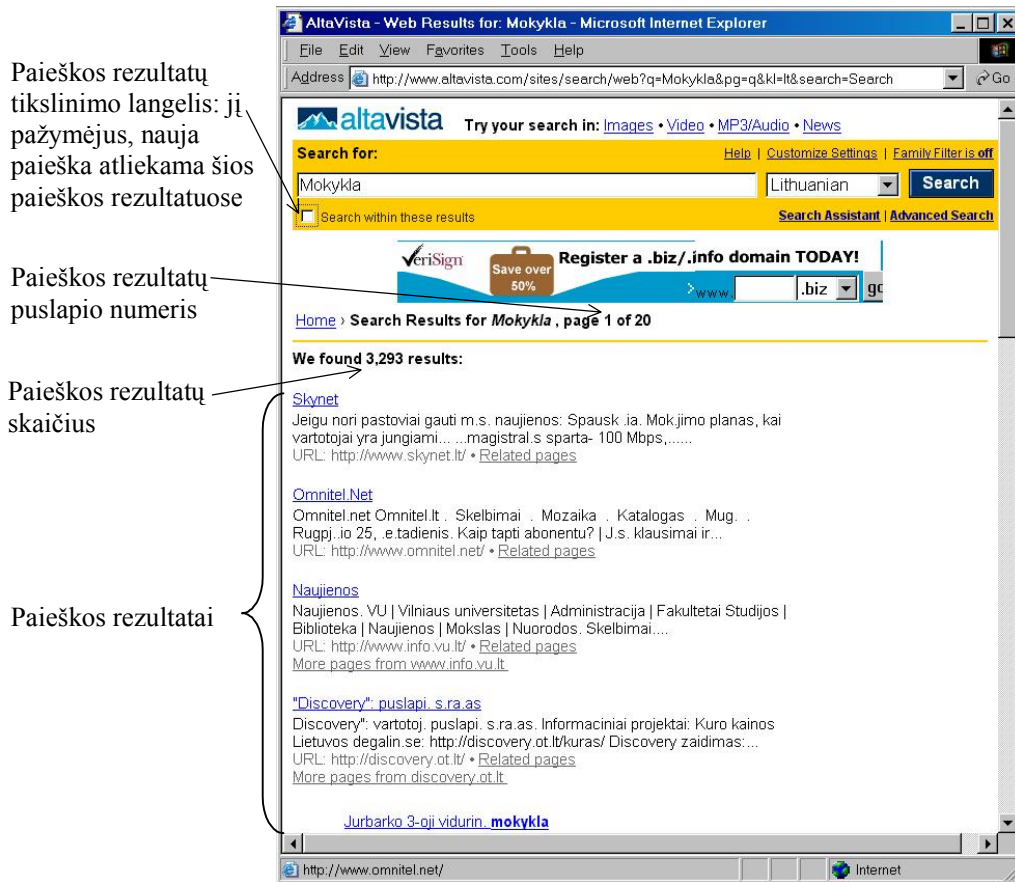 AltaVista - Web Results for: Mokykla - Microsoft Internet Explorer
File Edit View Favorites Tools Help
Address http://www.altavista.com/sites/search/web?q=Mokykla&pg=q&kl=lt&search=Search Go
Paieškos rezultatų
tikslinimo langelis: jį
pažymėjus, nauja
paieška atliekama šios
paieškos rezultatuose
altavista Try your search in: Images • Video • MP3/Audio • News
Search for: Help | Customize Settings | Family Filter is off
Mokykla Lithuanian Search
Search within these results Search Assistant | Advanced Search
VeriSign Save over 50% Register a .biz/.info domain TODAY!
www. .biz go
Paieškos rezultatų
puslapio numeris
Home › Search Results for Mokykla , page 1 of 20
We found 3,293 results:
Paieškos rezultatų
skaičius
Skynet
Jeigu nori pastoviai gauti m.s. naujienos: Spausk .ia. Mok.jimo planas, kai
vartotojai yra jungiami... ...magistral.s sparta- 100 Mbps,......
URL: http://www.skynet.lt/ • Related pages
Omnitel.Net
Omnitel.net Omnitel.lt . Skelbimai . Mozaika . Katalogas . Mug. .
Rugpj..io 25, .e.tadienis. Kaip tapti abonentu? | J.s. klausimai ir...
URL: http://www.omnitel.net/ • Related pages
Paieškos rezultatai
Naujienos
Naujienos. VU | Vilniaus universitetas | Administracija | Fakultetai Studijos |
Biblioteka | Naujienos | Mokslas | Nuorodos. Skelbimai....
URL: http://www.info.vu.lt/ • Related pages
More pages from www.info.vu.lt
"Discovery": puslapi. s.ra.as
Discovery": vartotoj. puslapi. s.ra.as. Informaciniai projektai: Kuro kainos
Lietuvos degalin.se: http://discovery.ot.lt/kuras/ Discovery zaidimas:...
URL: http://discovery.ot.lt/ • Related pages
More pages from discovery.ot.lt
Jurbarko 3-oji vidurin. mokykla
http://www.omnitel.net/ Internet